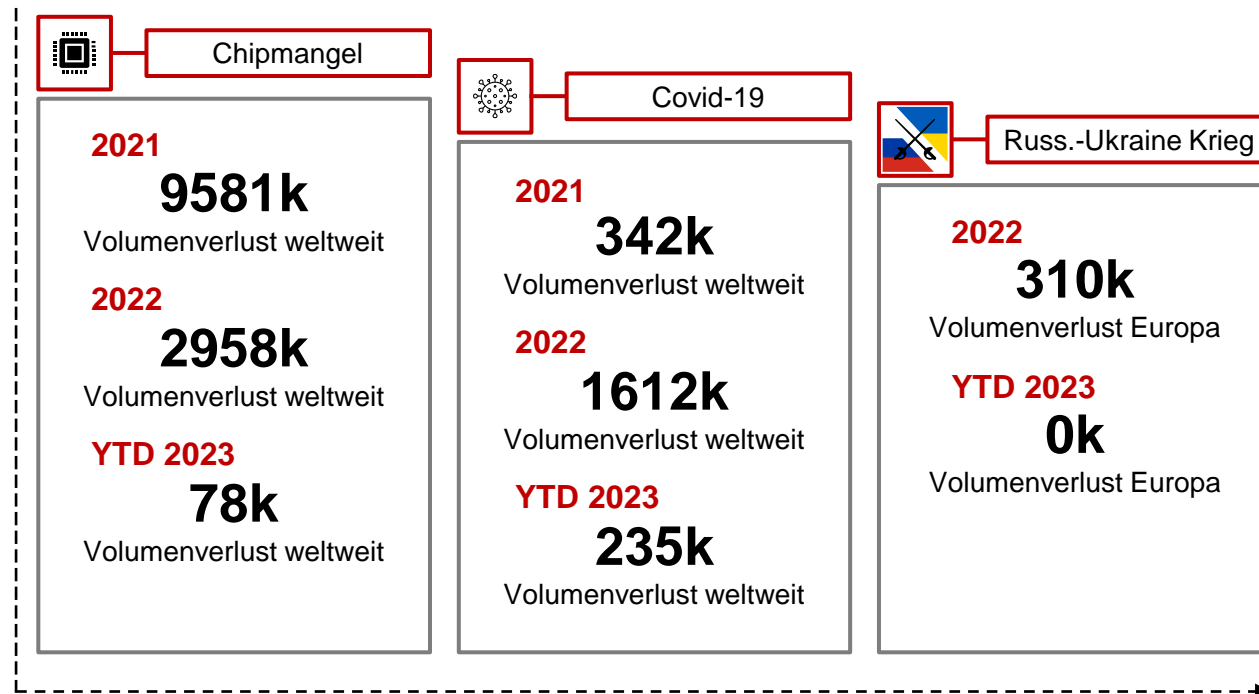 Chipmangel
2021
9581k
Volumenverlust weltweit
2022
2958k
Volumenverlust weltweit
YTD 2023
78k
Volumenverlust weltweit
Covid-19
2021
342k
Volumenverlust weltweit
2022
1612k
Volumenverlust weltweit
YTD 2023
235k
Volumenverlust weltweit
Russ.-Ukraine Krieg
2022
310k
Volumenverlust Europa
YTD 2023
0k
Volumenverlust Europa